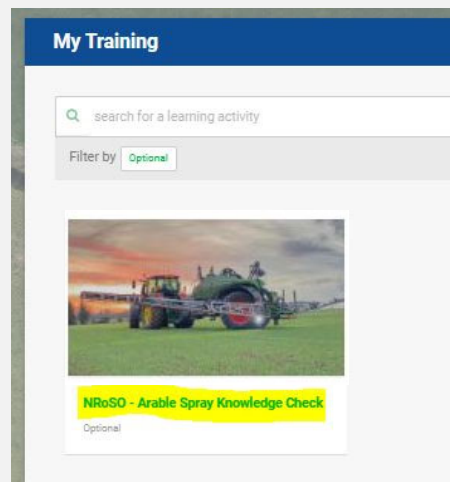 My Training
search for a learning activity
Filter by Optional
NRoSO - Arable Spray Knowledge Check
Optional